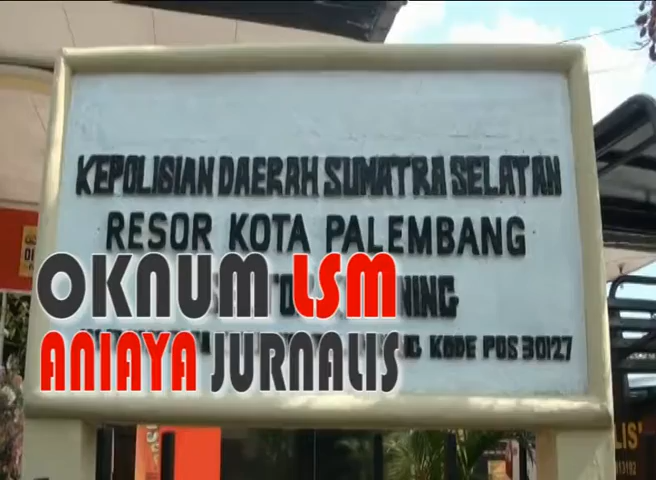 KEPOLISIAN DAERAH SUMATRA SELATAN
RESOR KOTA PALEMBANG
OKNUM LSM
ANIAYA JURNALIS
KODE POS 30127